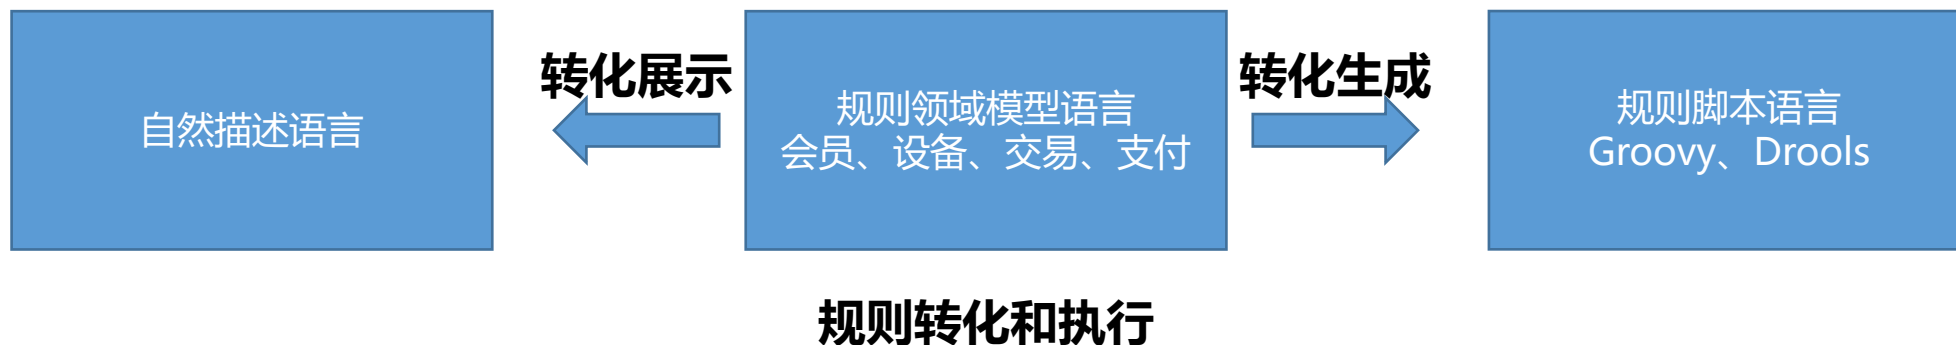 自然描述语言
转化展示
规则领域模型语言
会员、设备、交易、支付
转化生成
规则脚本语言
Groovy、Drools
规则转化和执行